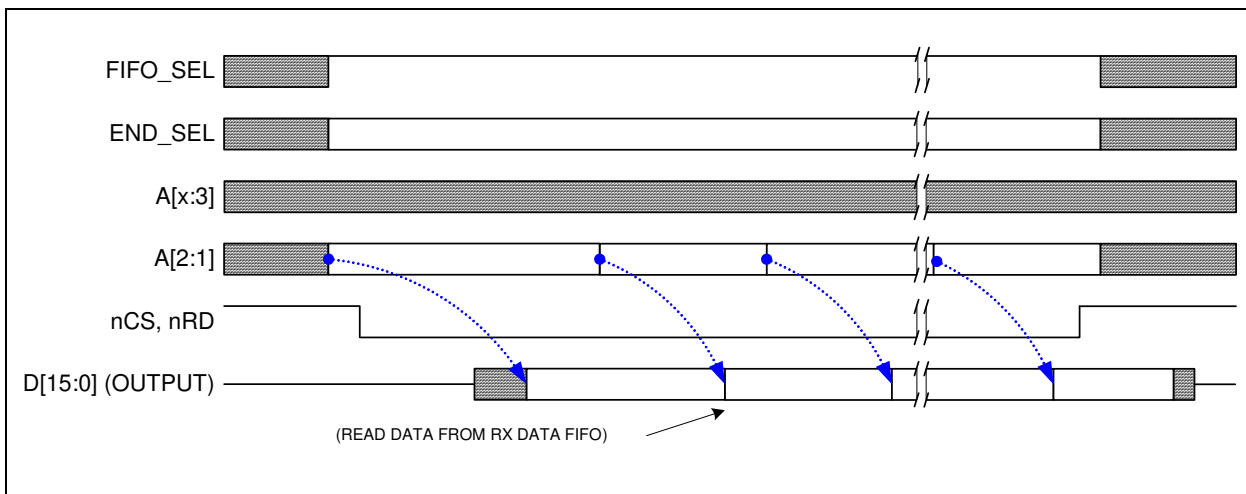 FIFO_SEL
END_SEL
A[x:3]
A[2:1]
nCS, nRD
D[15:0] (OUTPUT)
(READ DATA FROM RX DATA FIFO)